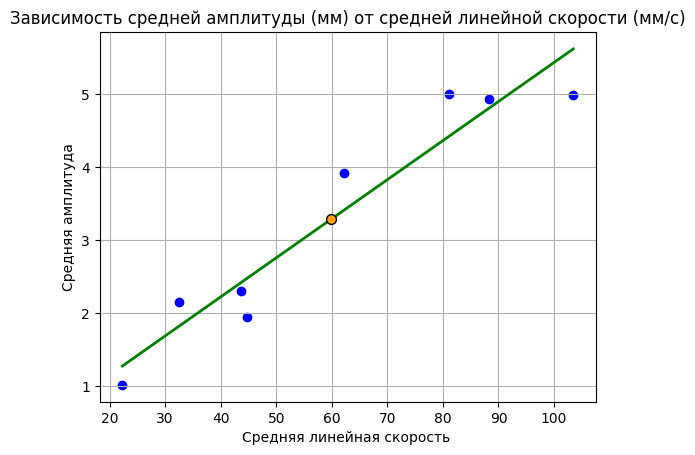 Зависимость средней амплитуды (мм) от средней линейной скорости (мм/с)
Средняя амплитуда
5
4
3
2
1
20 30 40 50 60 70 80 90 100
Средняя линейная скорость